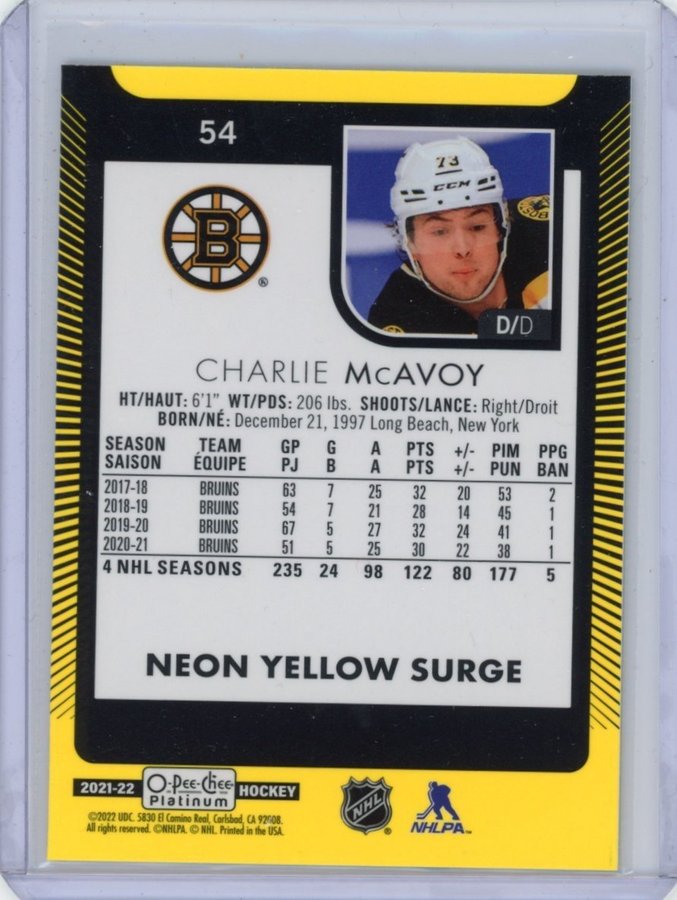 54
73
CCM
B
®
D/D
CHARLIE McAVOY
HT/HAUT: 6'1" WT/PDS: 206 lbs. SHOOTS/LANCE: Right/Droit
BORN/NÉ: December 21, 1997 Long Beach, New York
SEASON TEAM GP G A PTS +/- PIM PPG
SAISON ÉQUIPE PJ B A PTS +/- PUN BAN
2017-18 BRUINS 63 7 25 32 20 53 2
2018-19 BRUINS 54 7 21 28 14 45 1
2019-20 BRUINS 67 5 27 32 24 41 1
2020-21 BRUINS 51 5 25 30 22 38 1
4 NHL SEASONS 235 24 98 122 80 177 5
NEON YELLOW SURGE
2021-22 O-Pee-Chee Platinum HOCKEY
NHL
NHLPA
©2022 UDC. 5830 El Camino Real, Carlsbad, CA 92008.
All rights reserved. ©NHLPA. © NHL. Printed in the USA.